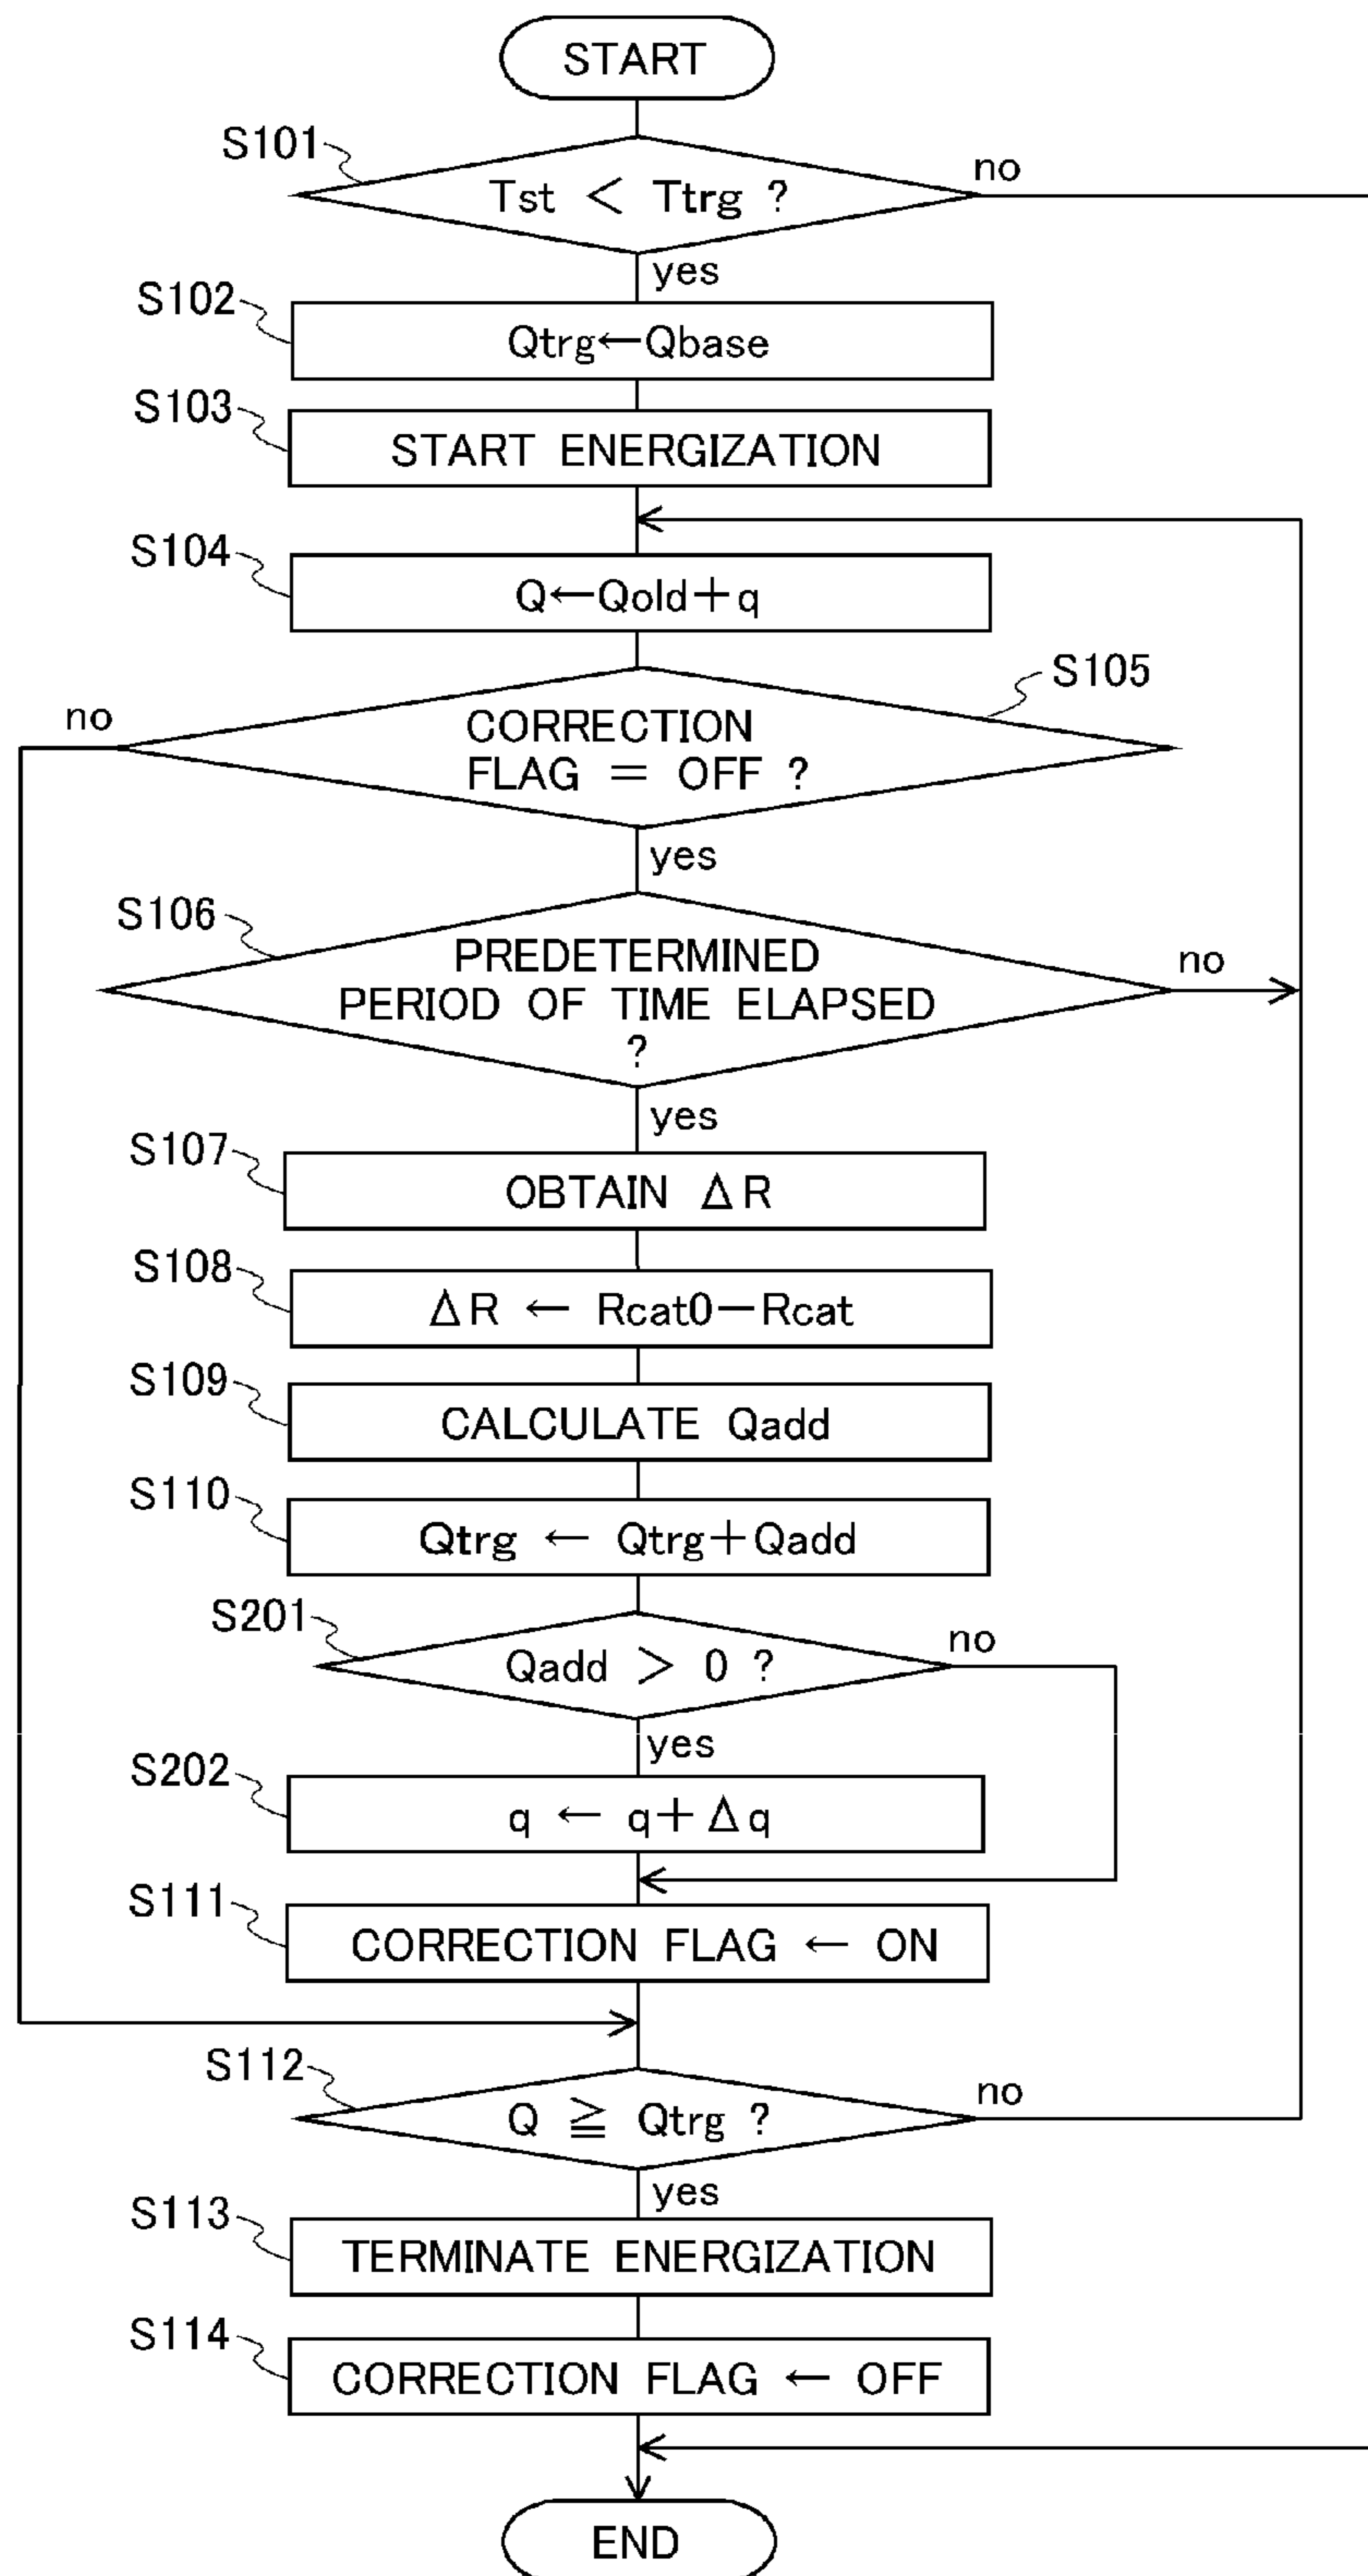 START
S101
Tst < Ttrg ?
no
yes
S102
Qtrg←Qbase
S103
START ENERGIZATION
S104
Q←Qold+q
S105
no
CORRECTION
FLAG = OFF ?
yes
S106
PREDETERMINED
PERIOD OF TIME ELAPSED
?
no
yes
S107
OBTAIN ΔR
S108
ΔR ← Rcat0−Rcat
S109
CALCULATE Qadd
S110
Qtrg ← Qtrg+Qadd
S201
Qadd > 0 ?
no
yes
S202
q ← q+Δq
S111
CORRECTION FLAG ← ON
S112
Q ≧ Qtrg ?
no
yes
S113
TERMINATE ENERGIZATION
S114
CORRECTION FLAG ← OFF
END